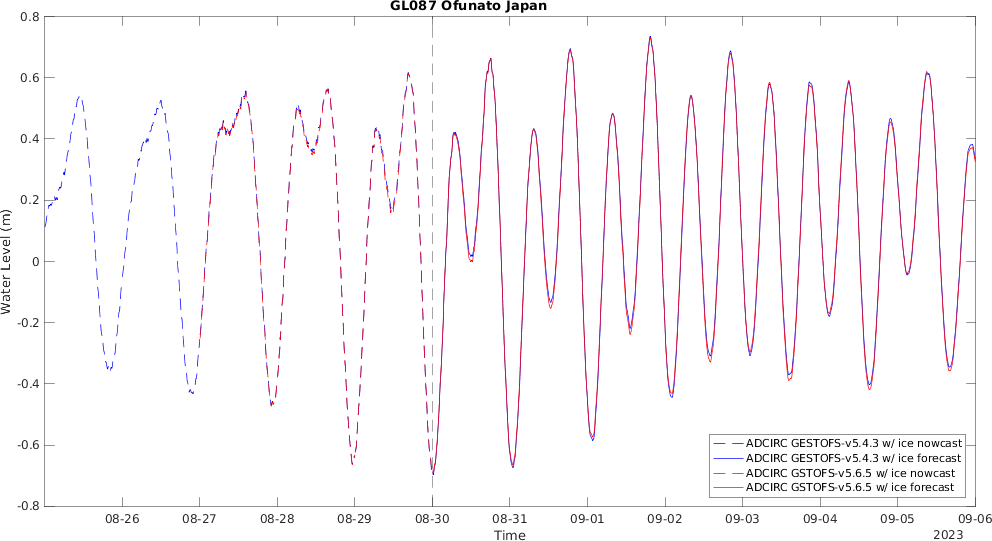 GL087 Ofunato Japan
0.8
0.6
0.4
0.2
0
-0.2
-0.4
-0.6
-0.8
Water Level (m)
ADCIRC GESTOFS-v5.4.3 w/ ice nowcast
ADCIRC GESTOFS-v5.4.3 w/ ice forecast
ADCIRC GSTOFS-v5.6.5 w/ ice nowcast
ADCIRC GSTOFS-v5.6.5 w/ ice forecast
08-26 08-27 08-28 08-29 08-30 08-31 09-01 09-02 09-03 09-04 09-05 09-06
Time
2023